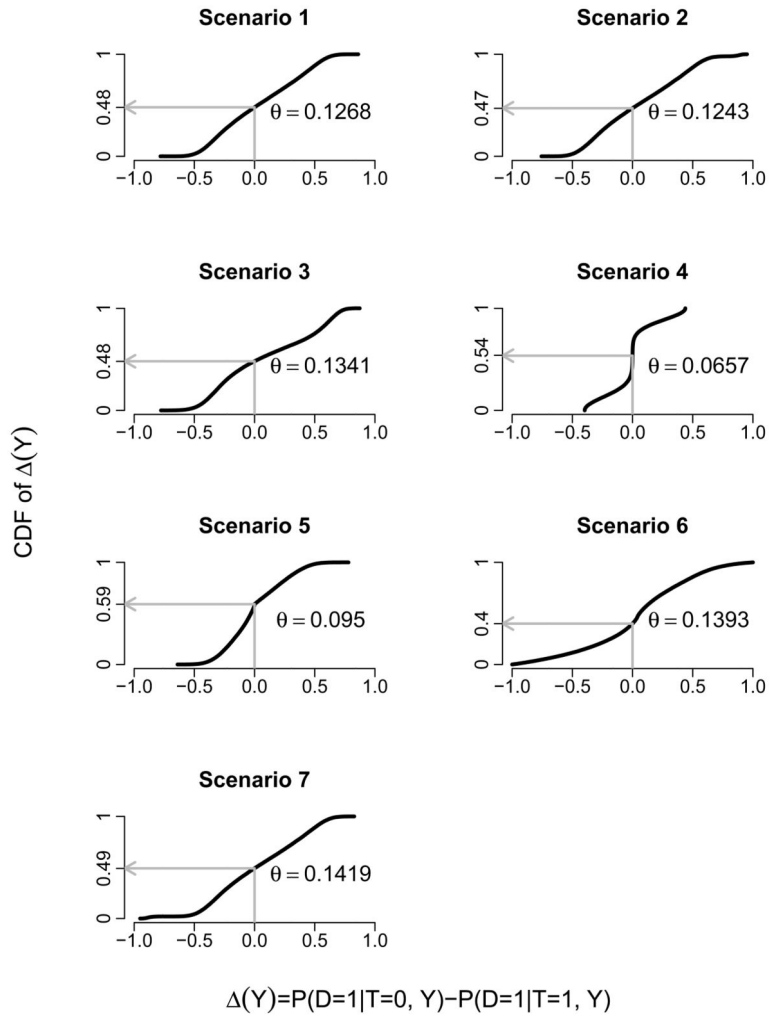 Scenario 1
1
0.48
0
θ = 0.1268
−1.0 −0.5 0.0 0.5 1.0
Scenario 2
1
0.47
0
θ = 0.1243
−1.0 −0.5 0.0 0.5 1.0
Scenario 3
1
0.48
0
θ = 0.1341
−1.0 −0.5 0.0 0.5 1.0
Scenario 4
1
0.54
0
θ = 0.0657
−1.0 −0.5 0.0 0.5 1.0
Scenario 5
1
0.59
0
θ = 0.095
−1.0 −0.5 0.0 0.5 1.0
Scenario 6
1
0.4
0
θ = 0.1393
−1.0 −0.5 0.0 0.5 1.0
Scenario 7
1
0.49
0
θ = 0.1419
−1.0 −0.5 0.0 0.5 1.0
CDF of Δ(Y)
Δ(Y)=P(D=1|T=0, Y)−P(D=1|T=1, Y)